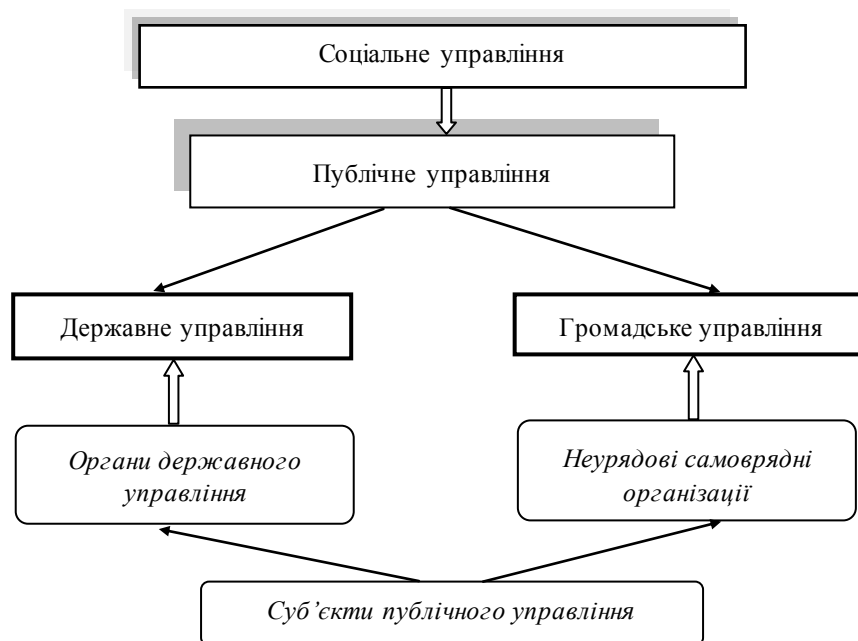 Соціальне управління
Публічне управління
Державне управління
Громадське управління
Органи державного
управління
Неурядові самоврядні
організації
Суб’єкти публічного управління